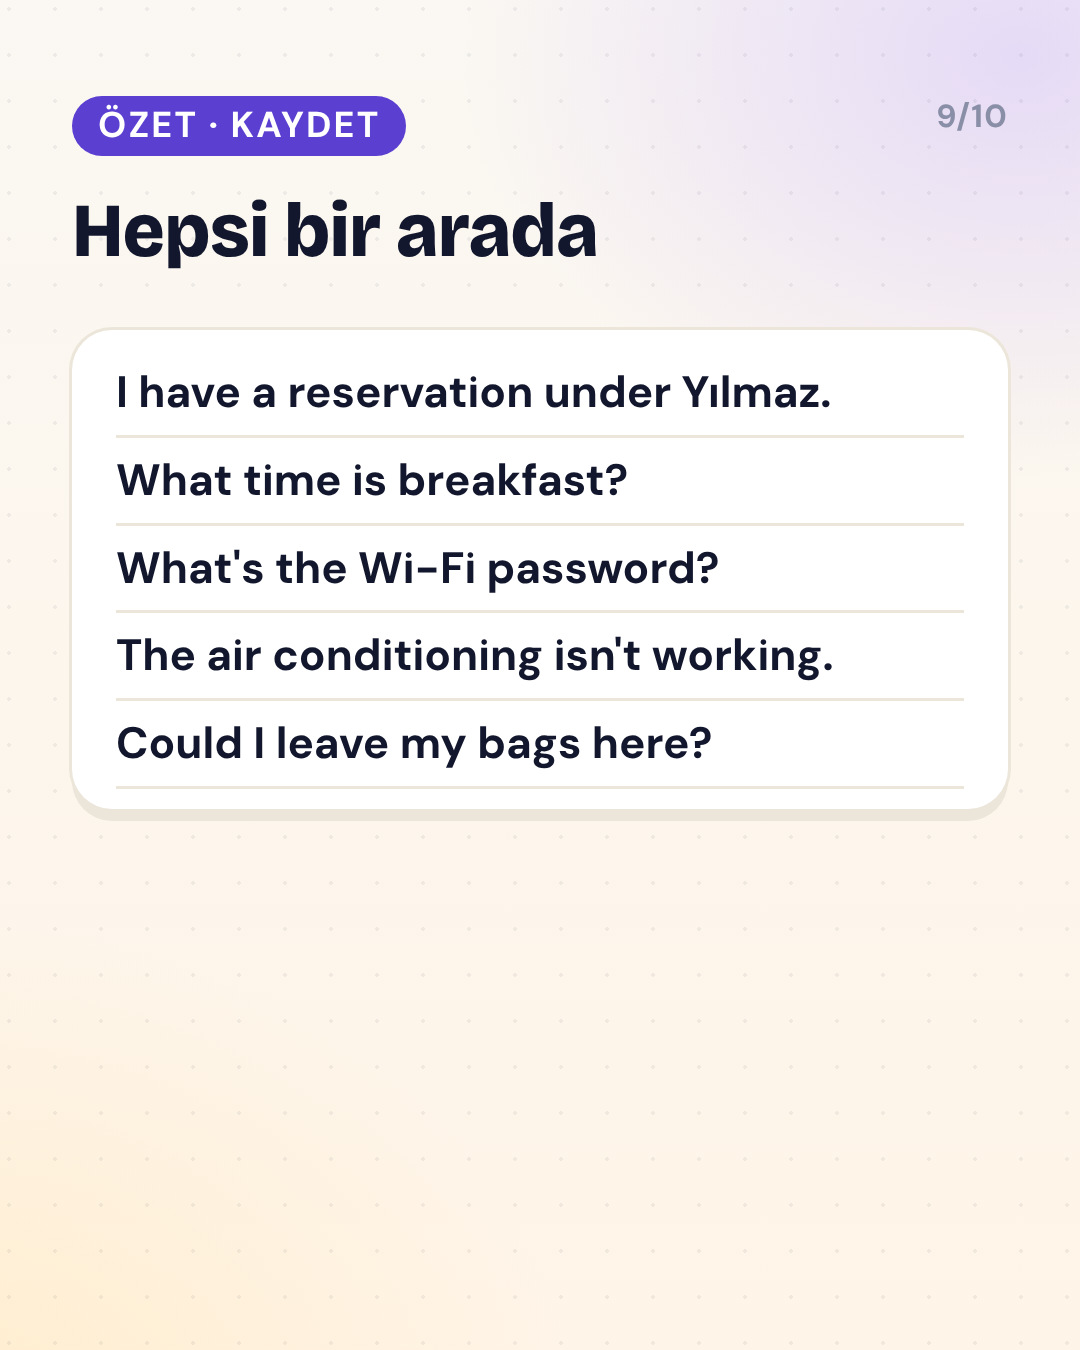 ÖZET · KAYDET
9/10
Hepsi bir arada
I have a reservation under Yılmaz.
What time is breakfast?
What's the Wi-Fi password?
The air conditioning isn't working.
Could I leave my bags here?